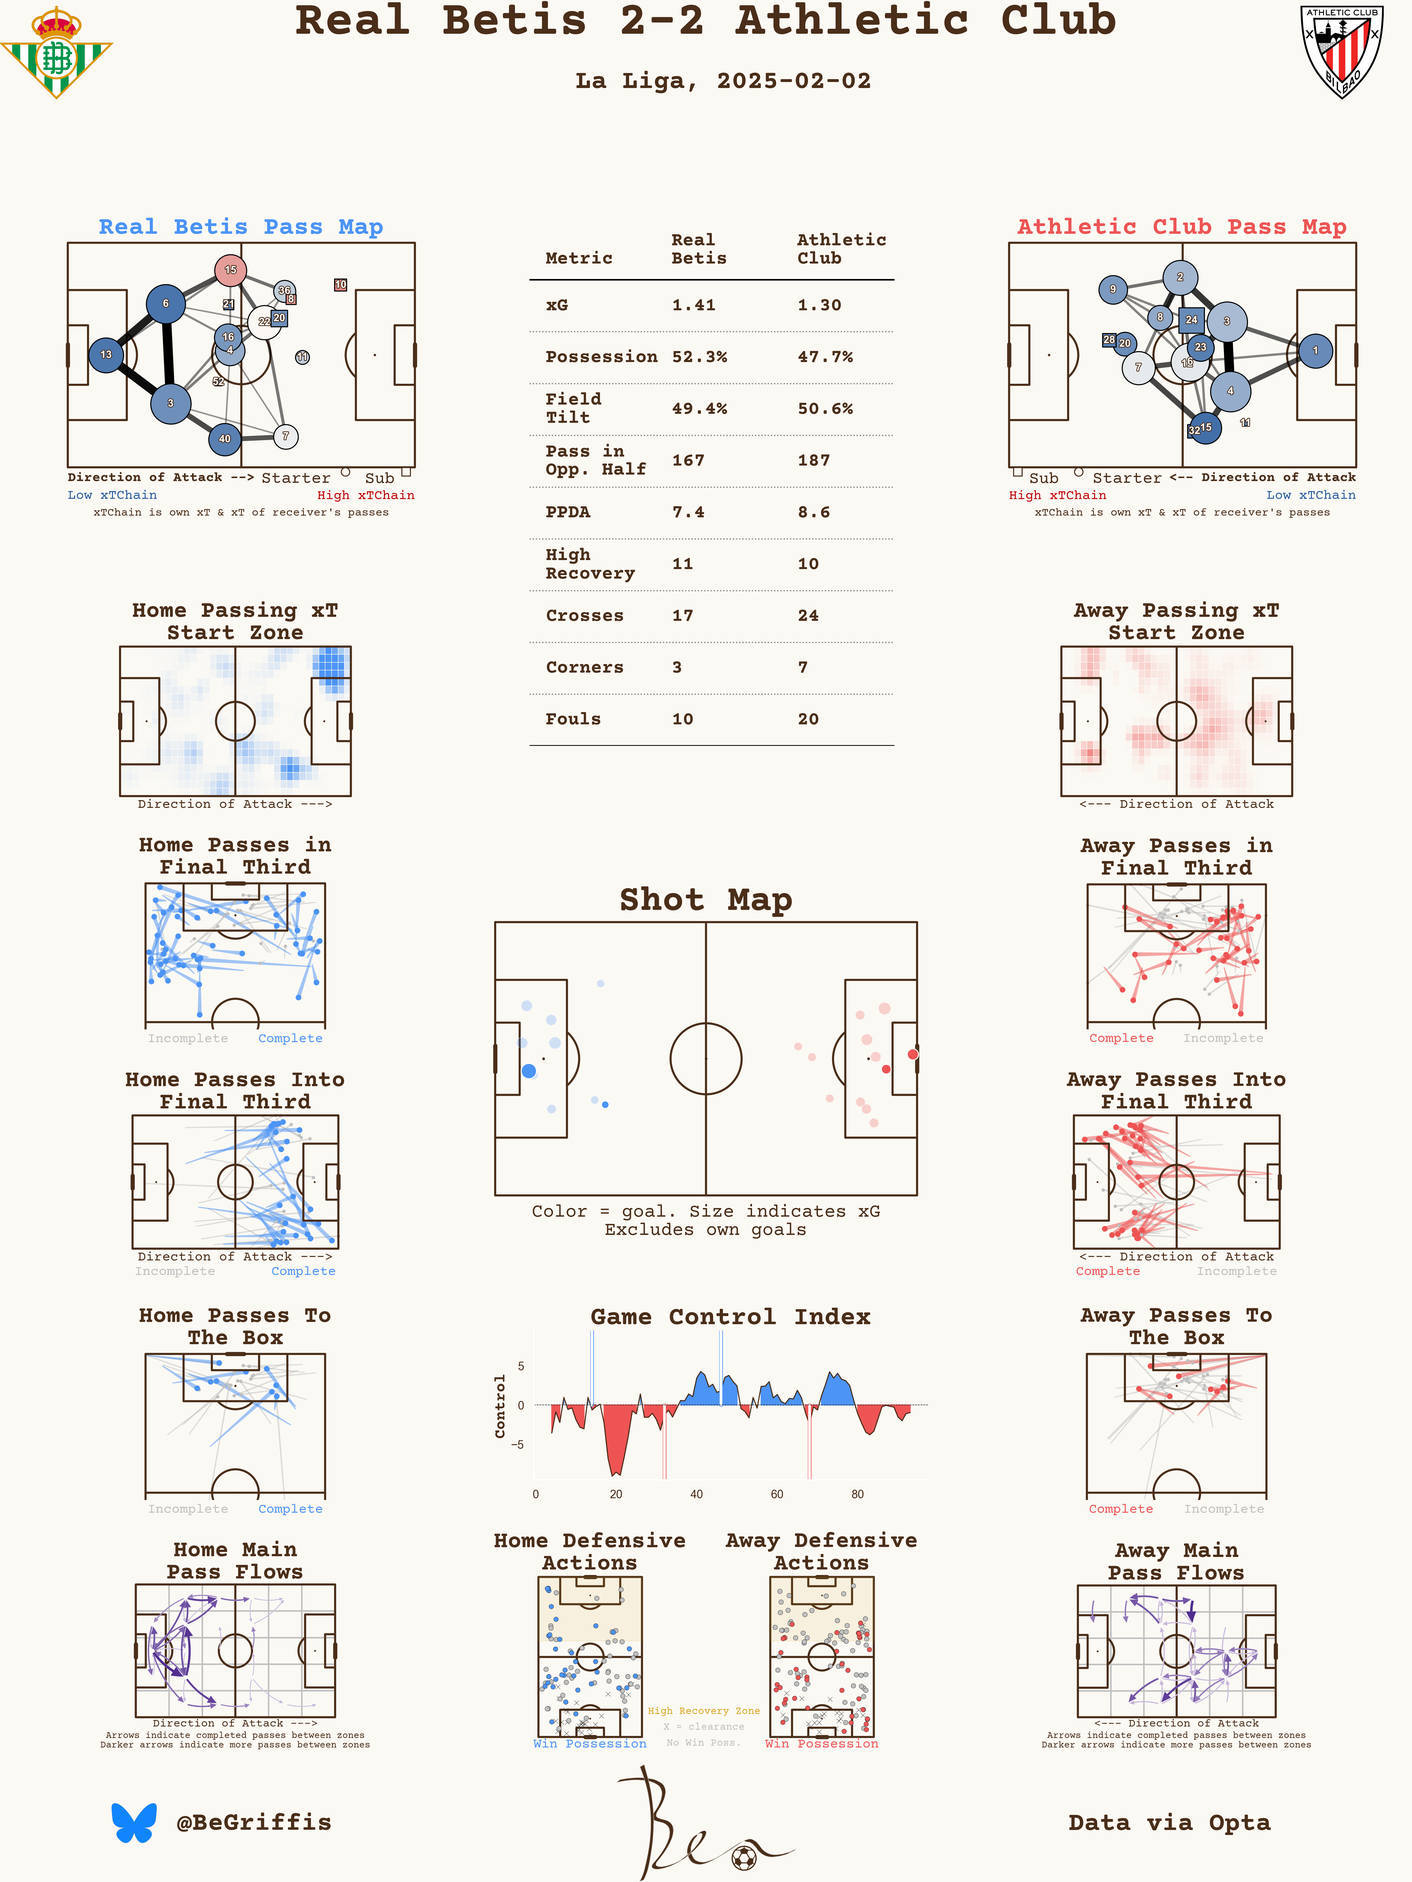 Real Betis 2-2 Athletic Club
La Liga, 2025-02-02
ATHLETIC CLUB
BILBAO
Real Betis Pass Map
15
6
21
36
8
10
22
20
16
4
13
11
52
3
40
7
Direction of Attack --> Starter Sub
Low xTChain High xTChain
xTChain is own xT & xT of receiver's passes
Metric Real Betis Athletic Club
xG 1.41 1.30
Possession 52.3% 47.7%
Field Tilt 49.4% 50.6%
Pass in Opp. Half 167 187
PPDA 7.4 8.6
High Recovery 11 10
Crosses 17 24
Corners 3 7
Fouls 10 20
Athletic Club Pass Map
2
9
8
24
3
28
20
23
1
7
4
11
32
15
Sub Starter <-- Direction of Attack
High xTChain Low xTChain
xTChain is own xT & xT of receiver's passes
Home Passing xT
Start Zone
Direction of Attack --->
Home Passes in
Final Third
Incomplete Complete
Home Passes Into
Final Third
Direction of Attack --->
Incomplete Complete
Home Passes To
The Box
Incomplete Complete
Home Main
Pass Flows
Direction of Attack --->
Arrows indicate completed passes between zones
Darker arrows indicate more passes between zones
Shot Map
Color = goal. Size indicates xG
Excludes own goals
Game Control Index
Control
5
0
-5
0 20 40 60 80
Home Defensive
Actions
Win Possession
Away Defensive
Actions
Win Possession
High Recovery Zone
X = clearance
No Win Poss.
Away Passing xT
Start Zone
<--- Direction of Attack
Away Passes in
Final Third
Complete Incomplete
Away Passes Into
Final Third
<--- Direction of Attack
Complete Incomplete
Away Passes To
The Box
Complete Incomplete
Away Main
Pass Flows
<--- Direction of Attack
Arrows indicate completed passes between zones
Darker arrows indicate more passes between zones
@BeGriffis
Ben
Data via Opta